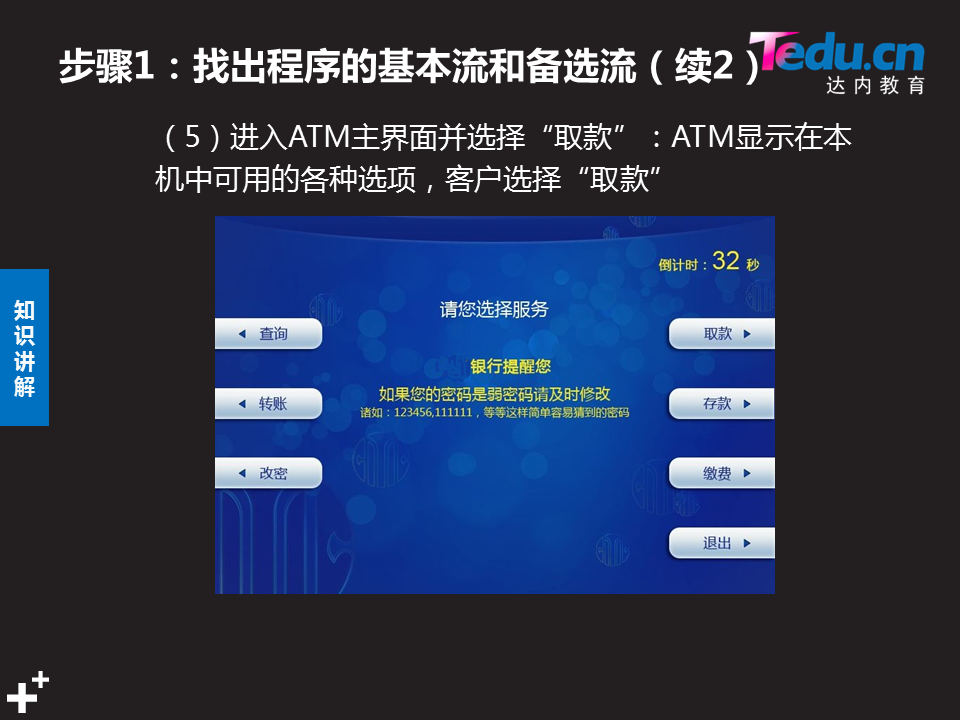 步骤1：找出程序的基本流和备选流（续2）
Tedu.cn
达内教育
（5）进入ATM主界面并选择“取款”：ATM显示在本
机中可用的各种选项，客户选择“取款”
知识讲解
倒计时：32 秒
请您选择服务
查询
取款
银行提醒您
如果您的密码是弱密码请及时修改
诸如：123456,111111，等等这样简单容易猜到的密码
转账
存款
改密
缴费
退出